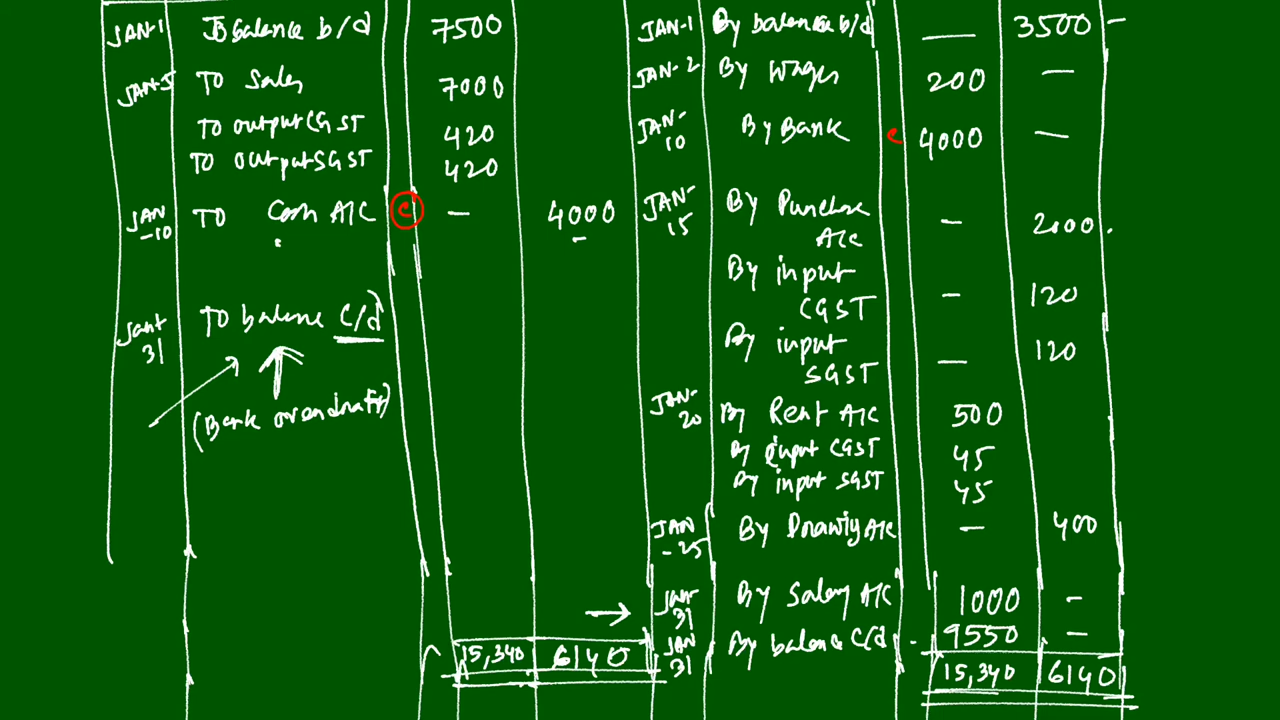 JAN-1 To balance b/d 7500
JAN-5 To Sales 7000
To output CGST 420
To output SGST 420
JAN-10 To Cash A/C C — 4000
Jan 31 To balance C/d
(Bank overdraft)
15,340 6140
JAN-1 By balance b/d — 3500
JAN-2 By Wages 200 —
JAN-10 By Bank C 4000 —
JAN-15 By Purchase A/C — 2000
By input CGST — 120
By input SGST — 120
JAN-20 By Rent A/C 500
By input CGST 45
By input SGST 45
JAN-25 By Drawing A/C — 400
Jan 31 By Salary A/C 1000 —
JAN 31 By balance C/d 9550 —
15,340 6140